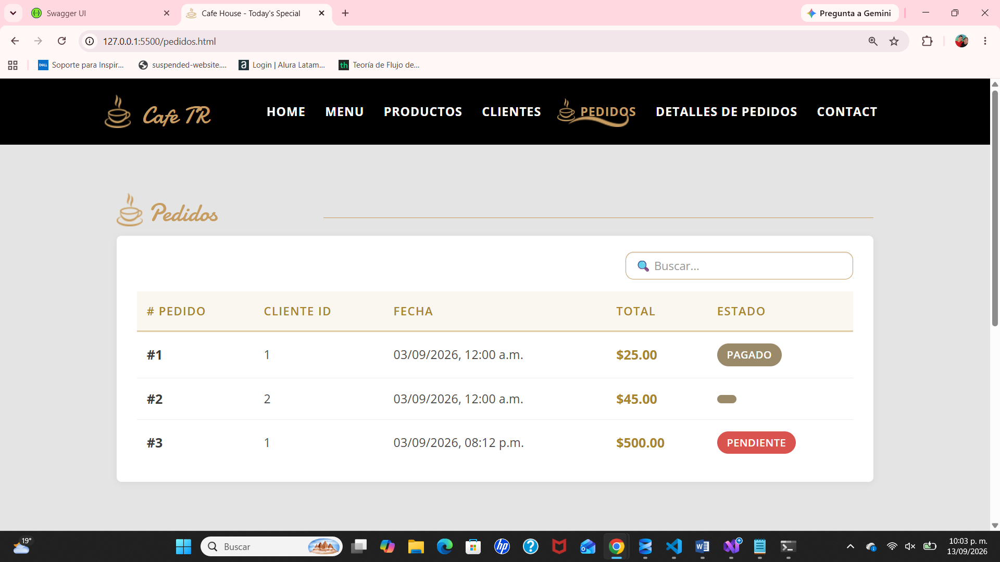 Swagger UI
Cafe House - Today's Special
Pregunta a Gemini
127.0.0.1:5500/pedidos.html
Soporte para Inspir...
suspended-website....
Login | Alura Latam...
Teoría de Flujo de...
Cafe TR
HOME
MENU
PRODUCTOS
CLIENTES
PEDIDOS
DETALLES DE PEDIDOS
CONTACT
Pedidos
Buscar...
# PEDIDO CLIENTE ID FECHA TOTAL ESTADO
#1 1 03/09/2026, 12:00 a.m. $25.00 PAGADO
#2 2 03/09/2026, 12:00 a.m. $45.00
#3 1 03/09/2026, 08:12 p.m. $500.00 PENDIENTE
19°
Buscar
10:03 p. m.
13/09/2026